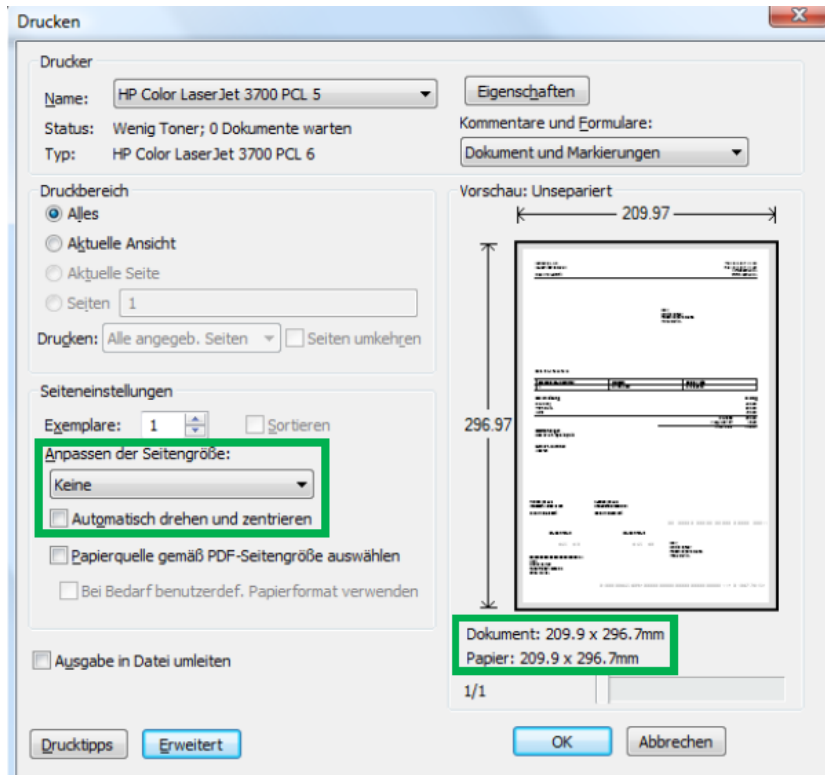 Drucken
Drucker
Name: HP Color LaserJet 3700 PCL 5
Eigenschaften
Status: Wenig Toner; 0 Dokumente warten
Typ: HP Color LaserJet 3700 PCL 6
Kommentare und Formulare:
Dokument und Markierungen
Druckbereich
Alles
Aktuelle Ansicht
Aktuelle Seite
Seiten 1
Drucken: Alle angegeb. Seiten Seiten umkehren
Seiteneinstellungen
Exemplare: 1 Sortieren
Anpassen der Seitengröße:
Keine
Automatisch drehen und zentrieren
Papierquelle gemäß PDF-Seitengröße auswählen
Bei Bedarf benutzerdef. Papierformat verwenden
Ausgabe in Datei umleiten
Vorschau: Unsepariert
209.97
296.97
Dokument: 209.9 x 296.7mm
Papier: 209.9 x 296.7mm
1/1
Drucktipps Erweitert OK Abbrechen